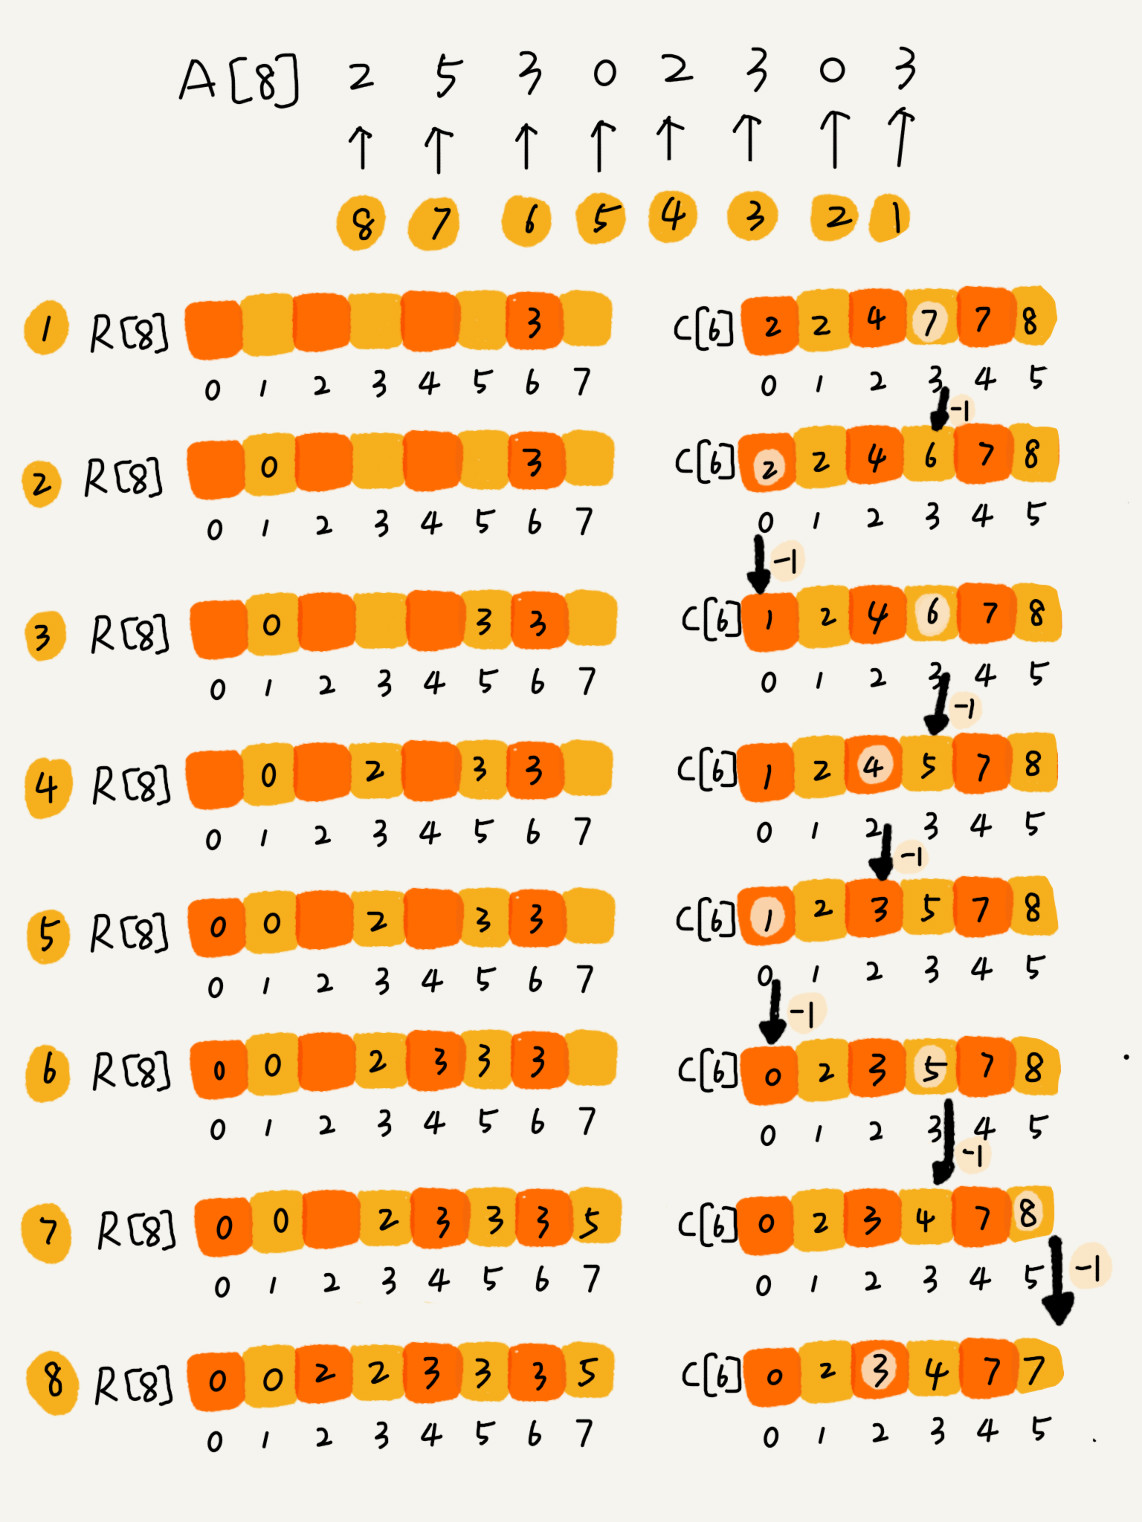 A[8] 2 5 3 0 2 3 0 3
↑ ↑ ↑ ↑ ↑ ↑ ↑ ↑
8 7 6 5 4 3 2 1
1 R[8] 3 C[6] 2 2 4 7 7 8
0 1 2 3 4 5 6 7 0 1 2 3 4 5
-1
2 R[8] 0 3 C[6] 2 2 4 6 7 8
0 1 2 3 4 5 6 7 0 1 2 3 4 5
-1
3 R[8] 0 3 3 C[6] 1 2 4 6 7 8
0 1 2 3 4 5 6 7 0 1 2 3 4 5
-1
4 R[8] 0 2 3 3 C[6] 1 2 4 5 7 8
0 1 2 3 4 5 6 7 0 1 2 3 4 5
-1
5 R[8] 0 0 2 3 3 C[6] 1 2 3 5 7 8
0 1 2 3 4 5 6 7 0 1 2 3 4 5
-1
6 R[8] 0 0 2 3 3 3 C[6] 0 2 3 5 7 8
0 1 2 3 4 5 6 7 0 1 2 3 4 5
-1
7 R[8] 0 0 2 3 3 3 5 C[6] 0 2 3 4 7 8
0 1 2 3 4 5 6 7 0 1 2 3 4 5
-1
8 R[8] 0 0 2 2 3 3 3 5 C[6] 0 2 3 4 7 7
0 1 2 3 4 5 6 7 0 1 2 3 4 5